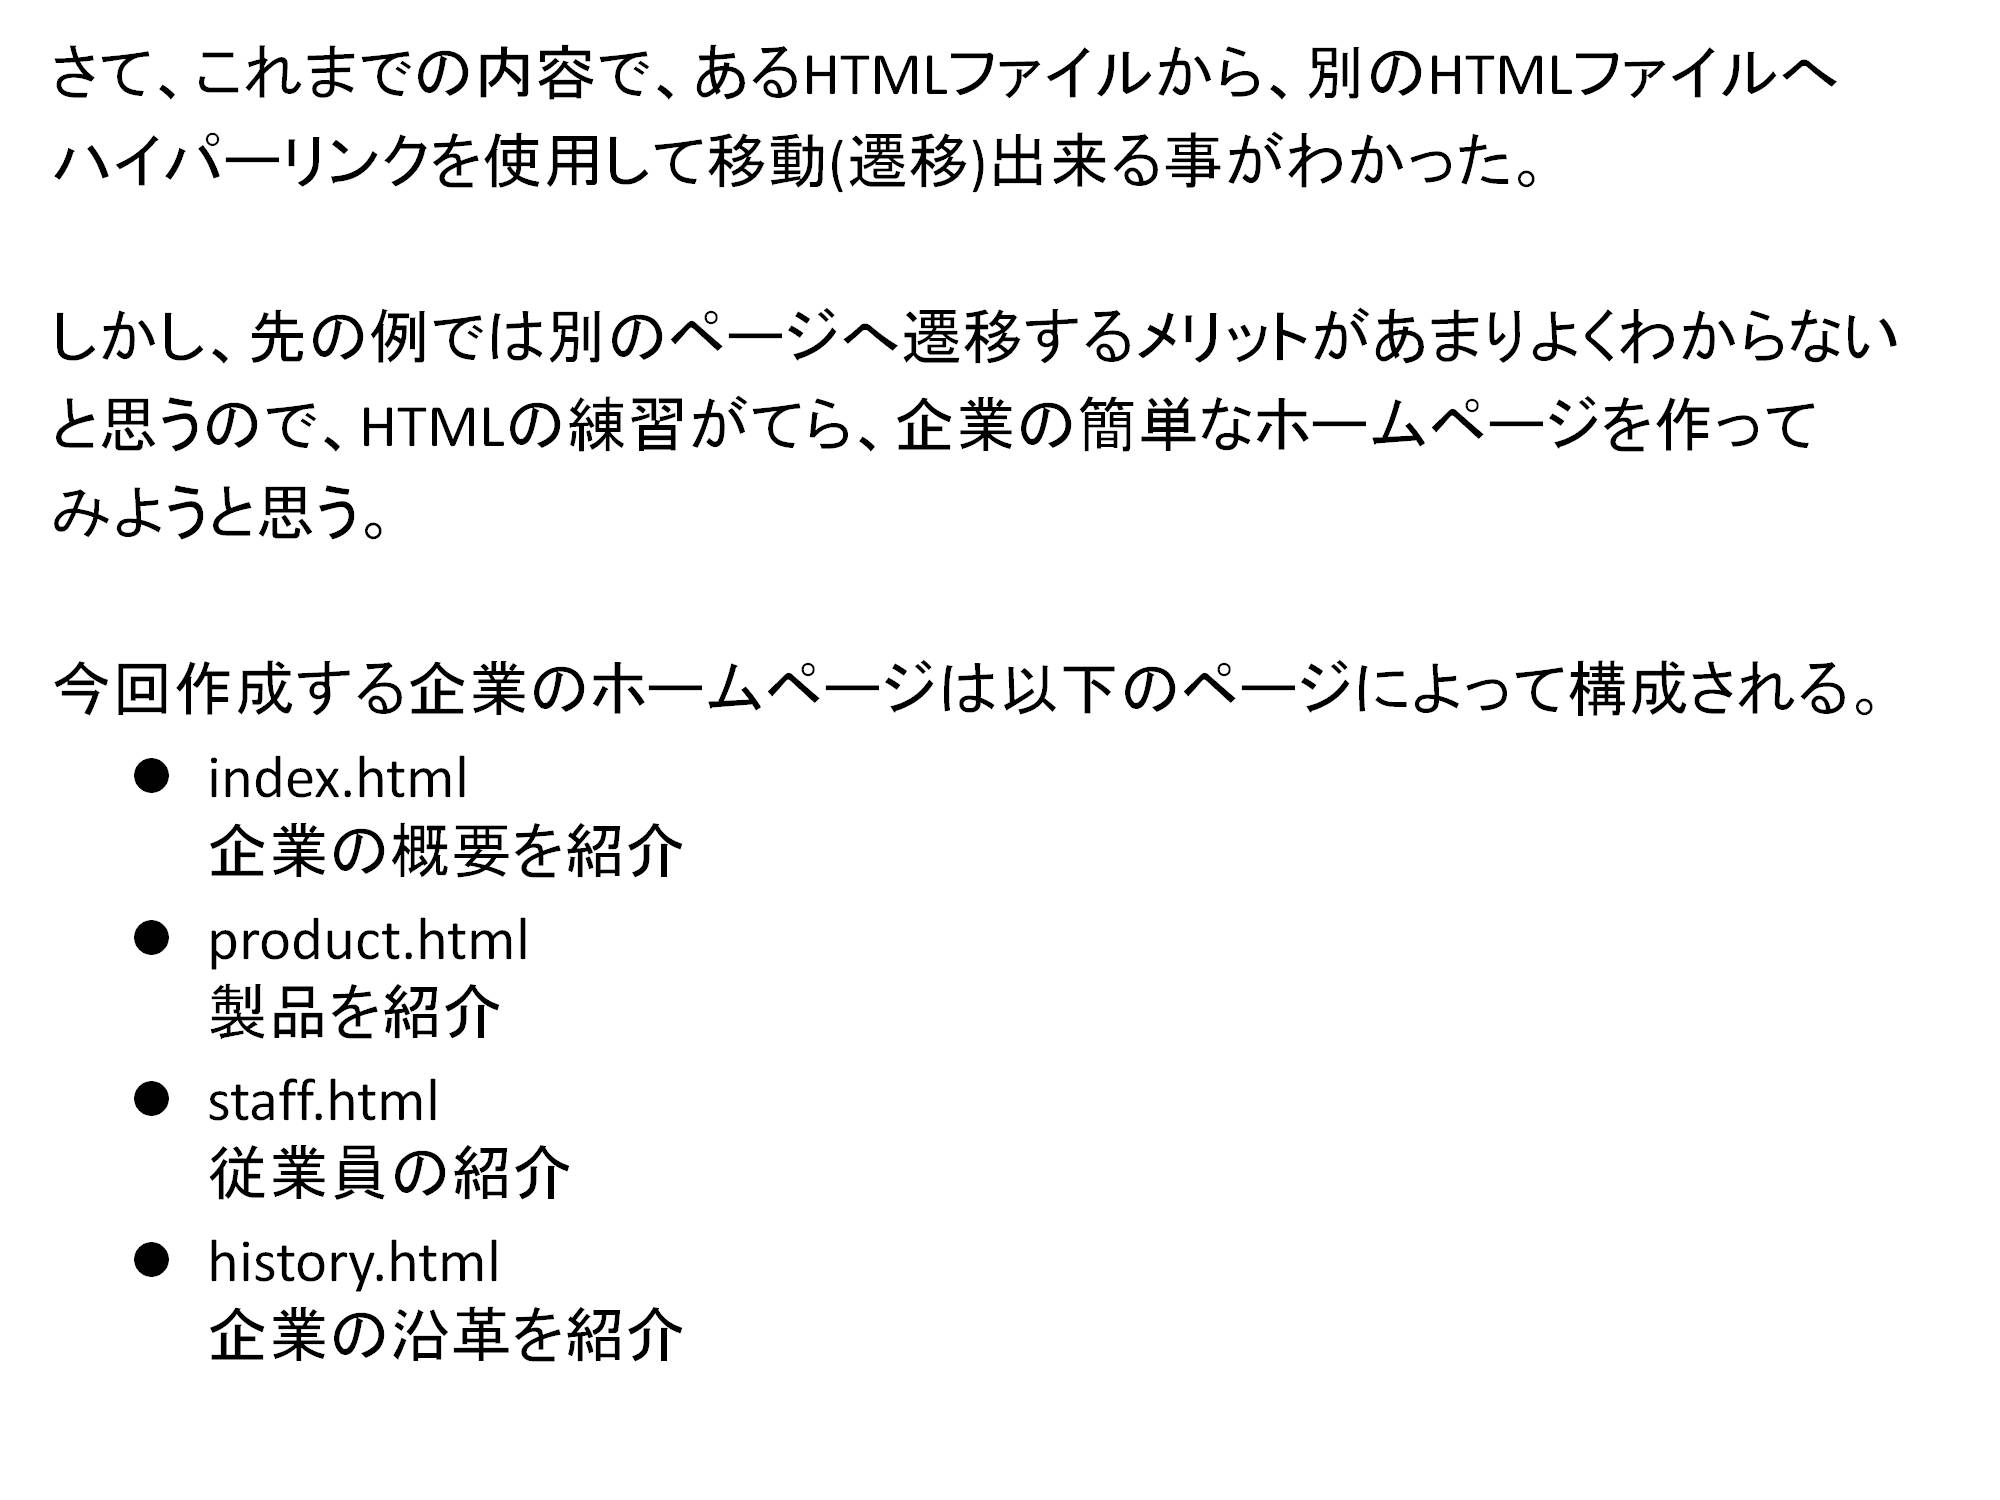 さて、これまでの内容で、あるHTMLファイルから、別のHTMLファイルへ
ハイパーリンクを使用して移動(遷移)出来る事がわかった。
しかし、先の例では別のページへ遷移するメリットがあまりよくわからない
と思うので、HTMLの練習がてら、企業の簡単なホームページを作って
みようと思う。
今回作成する企業のホームページは以下のページによって構成される。
● index.html
企業の概要を紹介
● product.html
製品を紹介
● staff.html
従業員の紹介
● history.html
企業の沿革を紹介